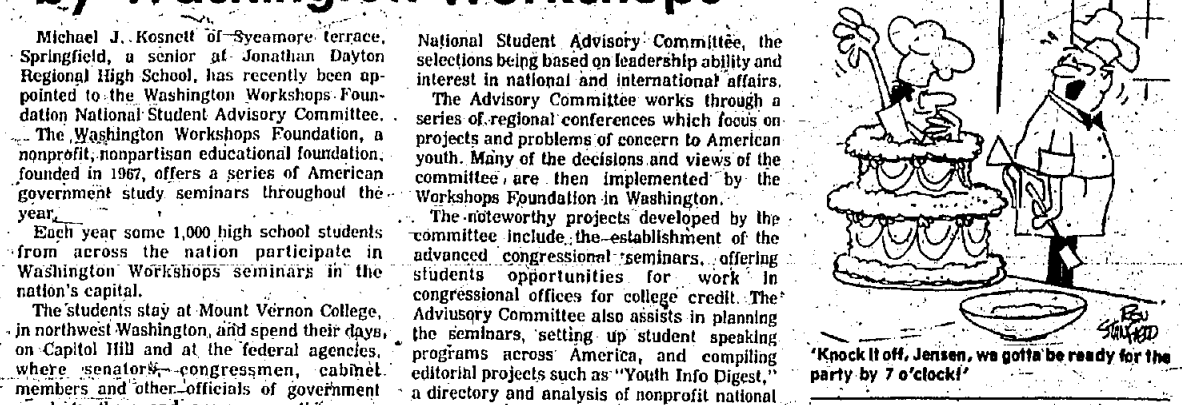 by Washington Workshops
Michael J. Kosnett of Sycamore terrace,
Springfield, a senior at Jonathan Dayton
Regional High School, has recently been ap-
pointed to the Washington Workshops Foun-
dation National Student Advisory Committee.
The Washington Workshops Foundation, a
nonprofit, nonpartisan educational foundation,
founded in 1967, offers a series of American
government study seminars throughout the
year.
Each year some 1,000 high school students
from across the nation participate in
Washington Workshops seminars in the
nation's capital.
The students stay at Mount Vernon College,
in northwest Washington, and spend their days,
on Capitol Hill and at the federal agencies,
where senators, congressmen, cabinet
members and other officials of government
National Student Advisory Committee, the
selections being based on leadership ability and
interest in national and international affairs.
The Advisory Committee works through a
series of regional conferences which focus on
projects and problems of concern to American
youth. Many of the decisions and views of the
committee, are then implemented by the
Workshops Foundation in Washington.
The noteworthy projects developed by the
committee include the establishment of the
advanced congressional seminars, offering
students opportunities for work in
congressional offices for college credit. The
Adviusory Committee also assists in planning
the seminars, setting up student speaking
programs across America, and compiling
editorial projects such as "Youth Info Digest,"
a directory and analysis of nonprofit national
'Knock it off, Jensen, we gotta be ready for the
party by 7 o'clock!'